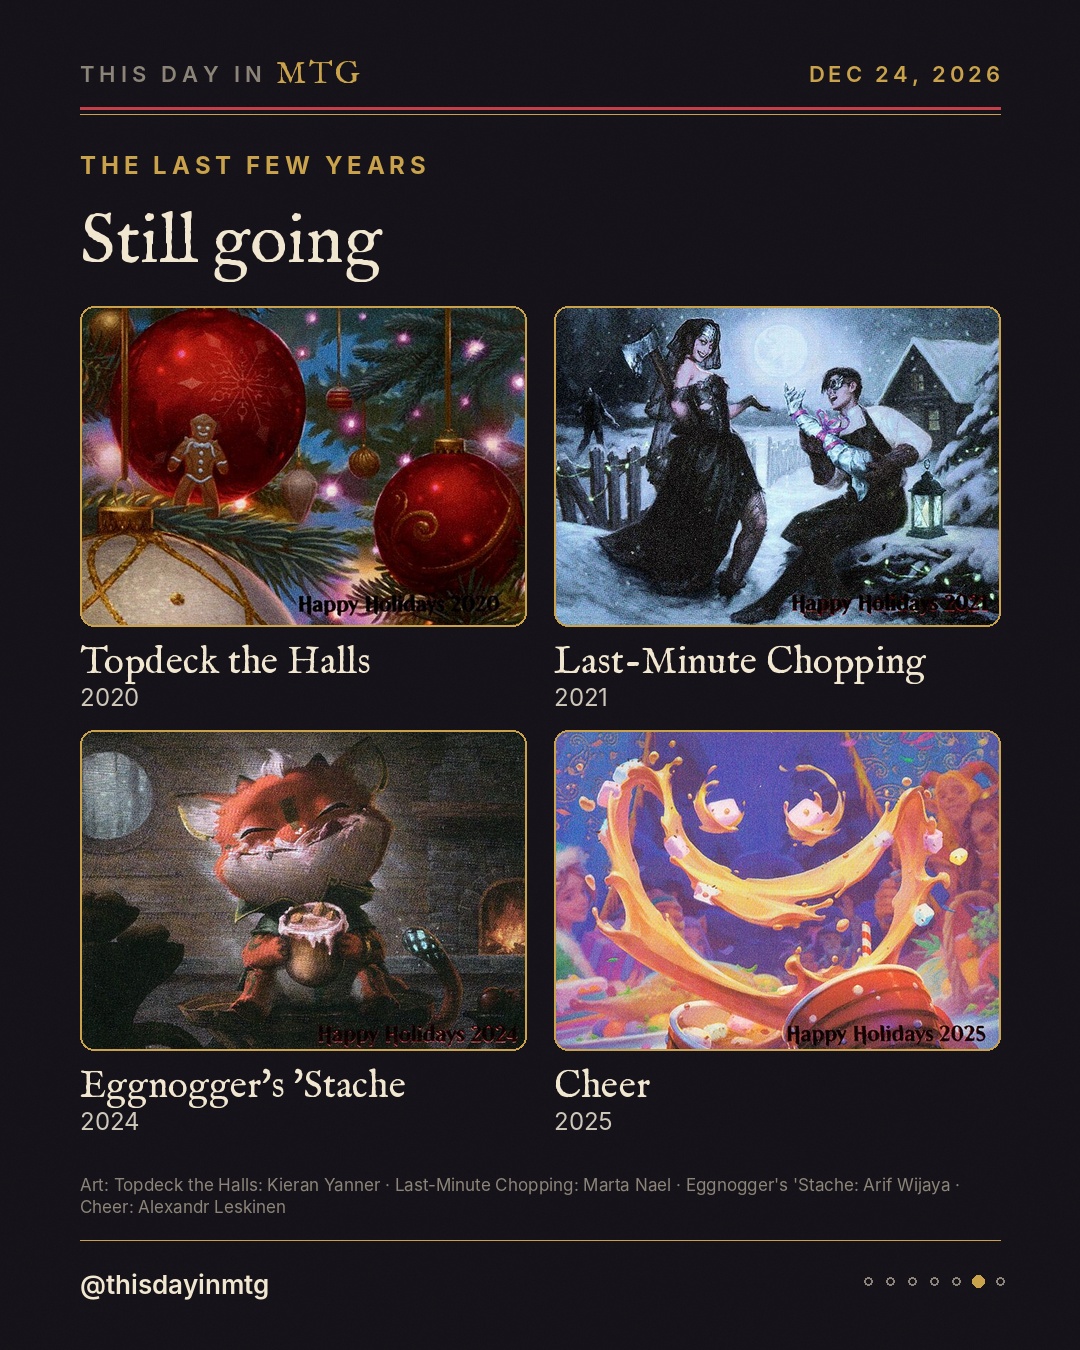 THIS DAY IN MTG
DEC 24, 2026
THE LAST FEW YEARS
Still going
Happy Holidays 2020
Happy Holidays 2021
Topdeck the Halls
2020
Last-Minute Chopping
2021
Happy Holidays 2024
Happy Holidays 2025
Eggnogger's 'Stache
2024
Cheer
2025
Art: Topdeck the Halls: Kieran Yanner · Last-Minute Chopping: Marta Nael · Eggnogger's 'Stache: Arif Wijaya ·
Cheer: Alexandr Leskinen
@thisdayinmtg